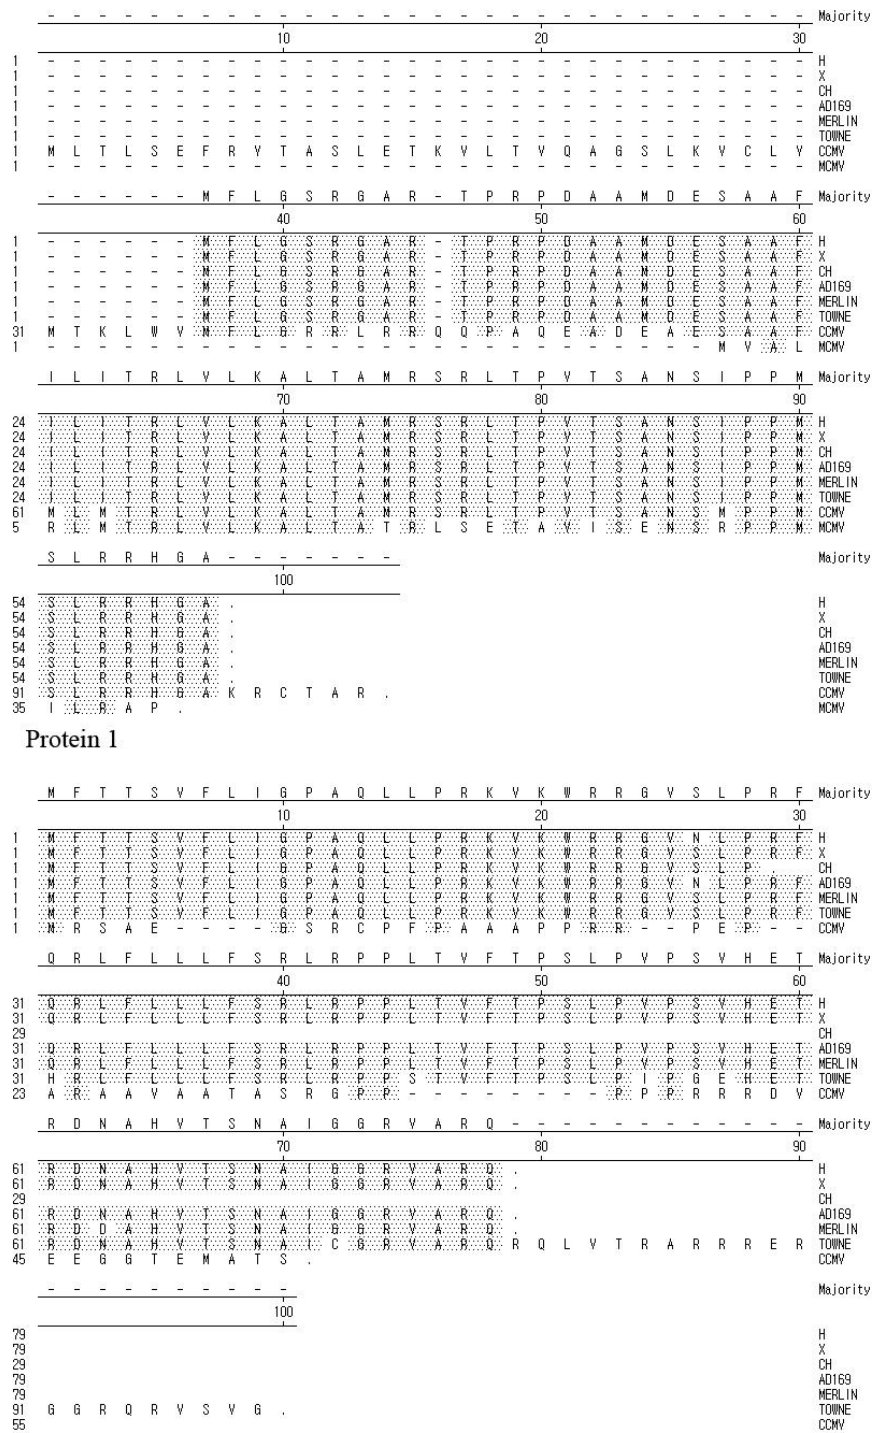 - - - - - - - - - - - - - - - - - - - - - - - - - - - - - - Majority
10 20 30
1 - - - - - - - - - - - - - - - - - - - - - - - - - - - - - - H
1 - - - - - - - - - - - - - - - - - - - - - - - - - - - - - - X
1 - - - - - - - - - - - - - - - - - - - - - - - - - - - - - - CH
1 - - - - - - - - - - - - - - - - - - - - - - - - - - - - - - AD169
1 - - - - - - - - - - - - - - - - - - - - - - - - - - - - - - MERLIN
1 - - - - - - - - - - - - - - - - - - - - - - - - - - - - - - TOWNE
1 M L T L S E F R Y T A S L E T K V L T V Q A G S L K V C L Y CCMV
1 - - - - - - - - - - - - - - - - - - - - - - - - - - - - - - MCMV
- - - - - - M F L G S R G A R - T P R P D A A M D E S A A F Majority
40 50 60
1 - - - - - - M F L G S R G A R - T P R P D A A M D E S A A F H
1 - - - - - - M F L G S R G A R - T P R P D A A M D E S A A F X
1 - - - - - - M F L G S R G A R - T P R P D A A M D E S A A F CH
1 - - - - - - M F L G S R G A R - T P R P D A A M D E S A A F AD169
1 - - - - - - M F L G S R G A R - T P R P D A A M D E S A A F MERLIN
1 - - - - - - M F L G S R G A R - T P R P D A A M D E S A A F TOWNE
31 M T K L W V M F L G R R L R R Q Q P A Q E A D E A E S A A F CCMV
1 - - - - - - - - - - - - - - - - - - - - - - - - - - M V A L MCMV
I L I T R L V L K A L T A M R S R L T P V T S A N S I P P M Majority
70 80 90
24 I L I T R L V L K A L T A M R S R L T P V T S A N S I P P M H
24 I L I T R L V L K A L T A M R S R L T P V T S A N S I P P M X
24 I L I T R L V L K A L T A M R S R L T P V T S A N S I P P M CH
24 I L I T R L V L K A L T A M R S R L T P V T S A N S I P P M AD169
24 I L I T R L V L K A L T A M R S R L T P V T S A N S I P P M MERLIN
24 I L I T R L V L K A L T A M R S R L T P V T S A N S I P P M TOWNE
61 M L M T R L V L K A L T A M R S R L T P V T S A N S M P P M CCMV
5 R L M T R L V L K A L T A T R L S E T A V I S E N S R P P M MCMV
S L R R H G A - - - - - - - Majority
100
54 S L R R H G A . H
54 S L R R H G A . X
54 S L R R H G A . CH
54 S L R R H G A . AD169
54 S L R R H G A . MERLIN
54 S L R R H G A . TOWNE
91 S L R R H G A K R C T A R . CCMV
35 I L R A P . MCMV
Protein 1
M F T T S V F L I G P A Q L L P R K V K W R R G V S L P R F Majority
10 20 30
1 M F T T S V F L I G P A Q L L P R K V K W R R G V N L P R F H
1 M F T T S V F L I G P A Q L L P R K V K W R R G V S L P R F X
1 M F T T S V F L I G P A Q L L P R K V K W R R G V S L P . CH
1 M F T T S V F L I G P A Q L L P R K V K W R R G V N L P R F AD169
1 M F T T S V F L I G P A Q L L P R K V K W R R G V S L P R F MERLIN
1 M F T T S V F L I G P A Q L L P R K V K W R R G V S L P R F TOWNE
1 M R S A E - - - - G S R C P F P A A A P P R R - - P E P - - CCMV
Q R L F L L L F S R L R P P L T V F T P S L P V P S V H E T Majority
40 50 60
31 Q R L F L L L F S R L R P P L T V F T P S L P V P S V H E T H
31 Q R L F L L L F S R L R P P L T V F T P S L P V P S V H E T X
29 CH
31 Q R L F L L L F S R L R P P L T V F T P S L P V P S V H E T AD169
31 Q R L F L L L F S R L R P P L T V F T P S L P V P S V H E T MERLIN
31 H R L F L L L F S R L R P P S T V F T P S L P I P G E H E T TOWNE
23 A R A A V A A T A S R G P P - - - - - - - - P P P R R R D V CCMV
R D N A H V T S N A I G G R V A R Q - - - - - - - - - - - - Majority
70 80 90
61 R D N A H V T S N A I G G R V A R Q . H
61 R D N A H V T S N A I G G R V A R Q . X
29 CH
61 R D N A H V T S N A I G G R V A R Q . AD169
61 R D D A H V T S N A I G G R V A R Q . MERLIN
61 R D N A H V T S N A I C G R V A R Q R Q L V T R A R R R E R TOWNE
45 E E G G T E M A T S . CCMV
- - - - - - - - - - Majority
100
79 H
79 X
29 CH
79 AD169
79 MERLIN
91 G G R Q R V S V G . TOWNE
55 CCMV